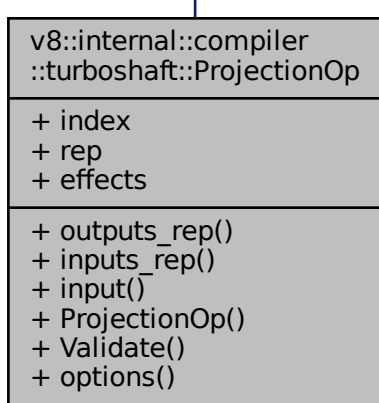 v8::internal::compiler
::turboshaft::ProjectionOp
+ index
+ rep
+ effects
+ outputs_rep()
+ inputs_rep()
+ input()
+ ProjectionOp()
+ Validate()
+ options()